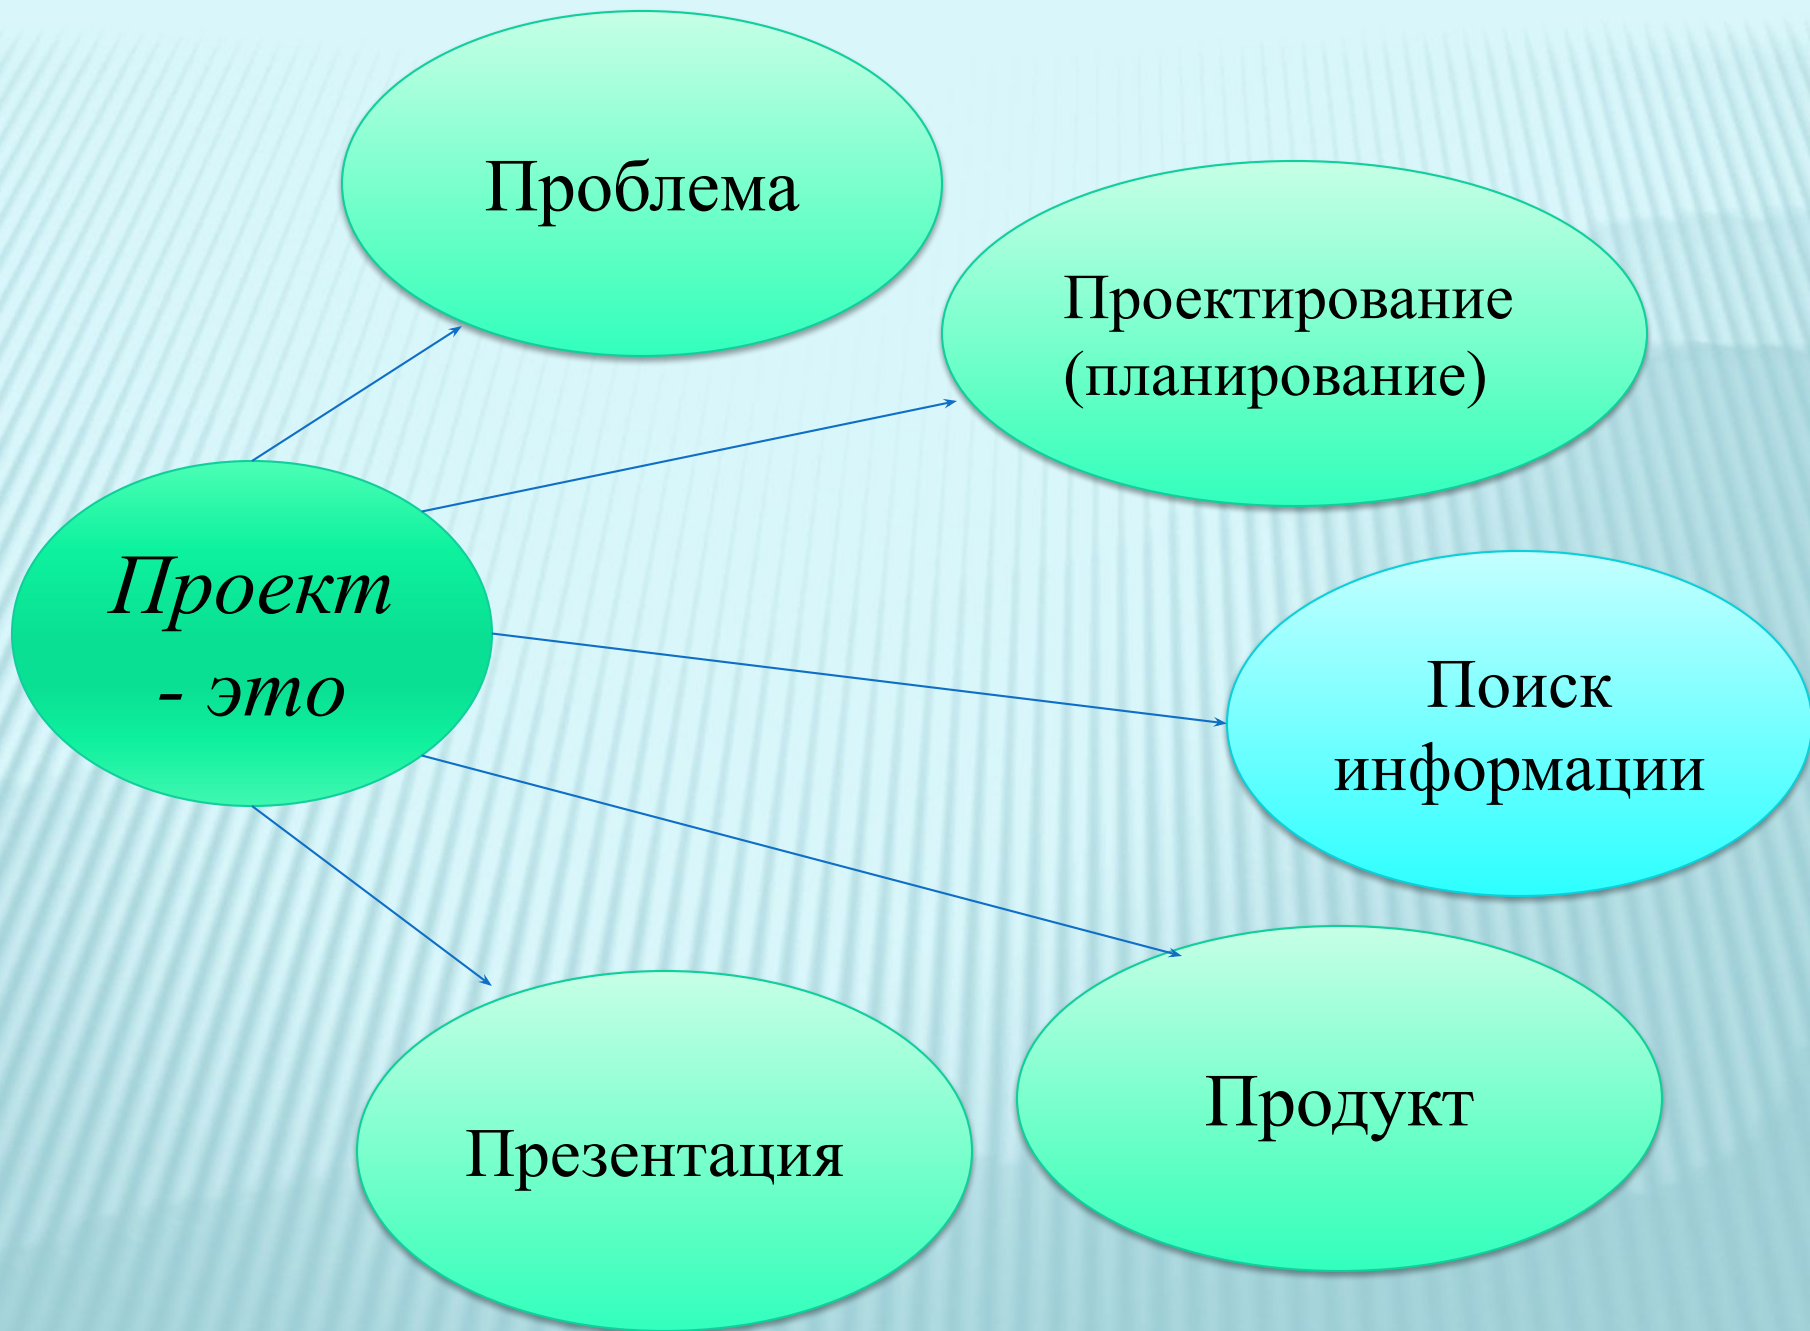 Проблема
Проектирование
(планирование)
Проект
- это
Поиск
информации
Продукт
Презентация